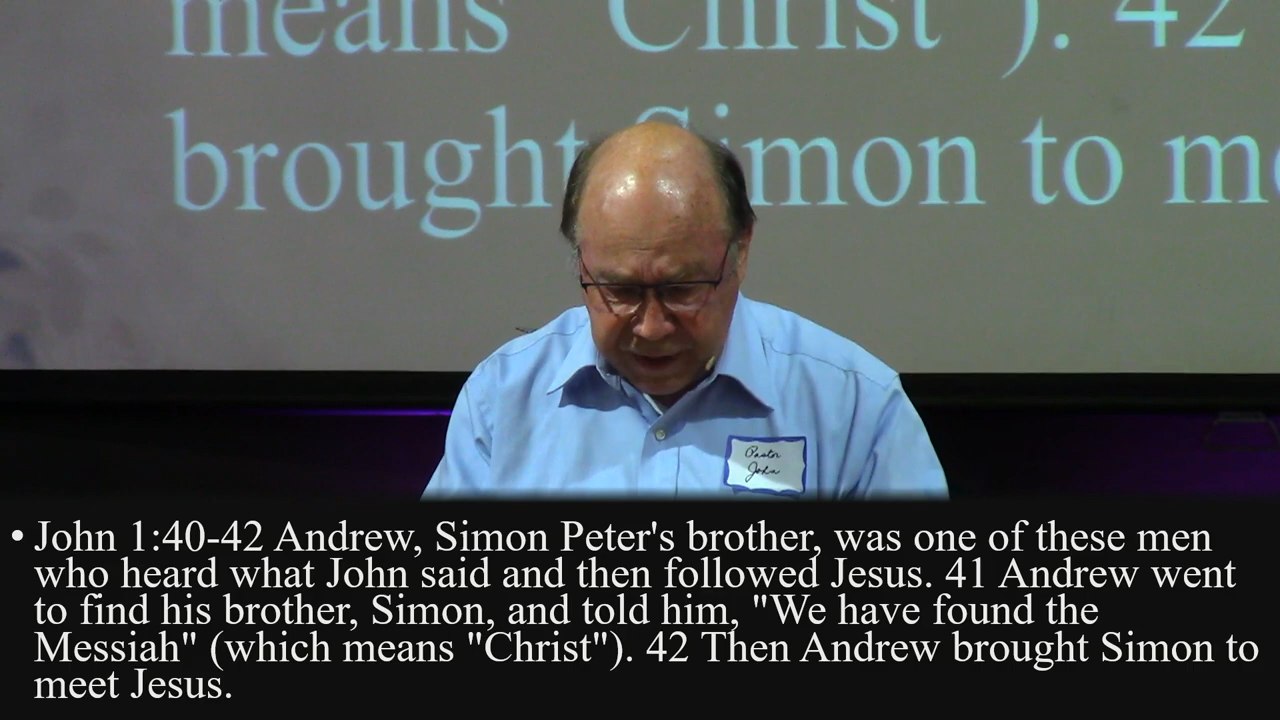 means "Christ"). 42
brought Simon to m
Pastor
John
• John 1:40-42 Andrew, Simon Peter's brother, was one of these men
who heard what John said and then followed Jesus. 41 Andrew went
to find his brother, Simon, and told him, "We have found the
Messiah" (which means "Christ"). 42 Then Andrew brought Simon to
meet Jesus.